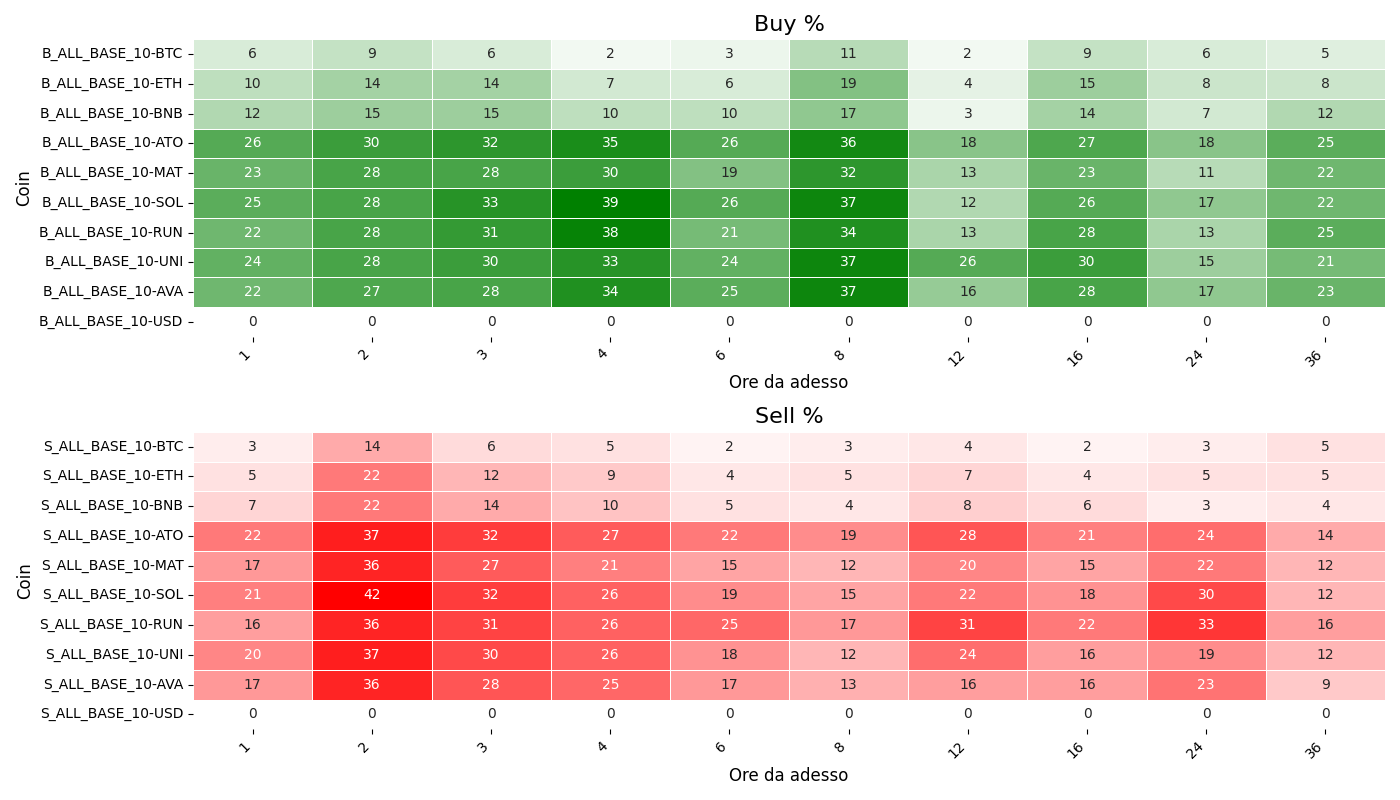 Buy %
Coin
B_ALL_BASE_10-BTC 6 9 6 2 3 11 2 9 6 5
B_ALL_BASE_10-ETH 10 14 14 7 6 19 4 15 8 8
B_ALL_BASE_10-BNB 12 15 15 10 10 17 3 14 7 12
B_ALL_BASE_10-ATO 26 30 32 35 26 36 18 27 18 25
B_ALL_BASE_10-MAT 23 28 28 30 19 32 13 23 11 22
B_ALL_BASE_10-SOL 25 28 33 39 26 37 12 26 17 22
B_ALL_BASE_10-RUN 22 28 31 38 21 34 13 28 13 25
B_ALL_BASE_10-UNI 24 28 30 33 24 37 26 30 15 21
B_ALL_BASE_10-AVA 22 27 28 34 25 37 16 28 17 23
B_ALL_BASE_10-USD 0 0 0 0 0 0 0 0 0 0
1 2 3 4 6 8 12 16 24 36
Ore da adesso
Sell %
Coin
S_ALL_BASE_10-BTC 3 14 6 5 2 3 4 2 3 5
S_ALL_BASE_10-ETH 5 22 12 9 4 5 7 4 5 5
S_ALL_BASE_10-BNB 7 22 14 10 5 4 8 6 3 4
S_ALL_BASE_10-ATO 22 37 32 27 22 19 28 21 24 14
S_ALL_BASE_10-MAT 17 36 27 21 15 12 20 15 22 12
S_ALL_BASE_10-SOL 21 42 32 26 19 15 22 18 30 12
S_ALL_BASE_10-RUN 16 36 31 26 25 17 31 22 33 16
S_ALL_BASE_10-UNI 20 37 30 26 18 12 24 16 19 12
S_ALL_BASE_10-AVA 17 36 28 25 17 13 16 16 23 9
S_ALL_BASE_10-USD 0 0 0 0 0 0 0 0 0 0
1 2 3 4 6 8 12 16 24 36
Ore da adesso